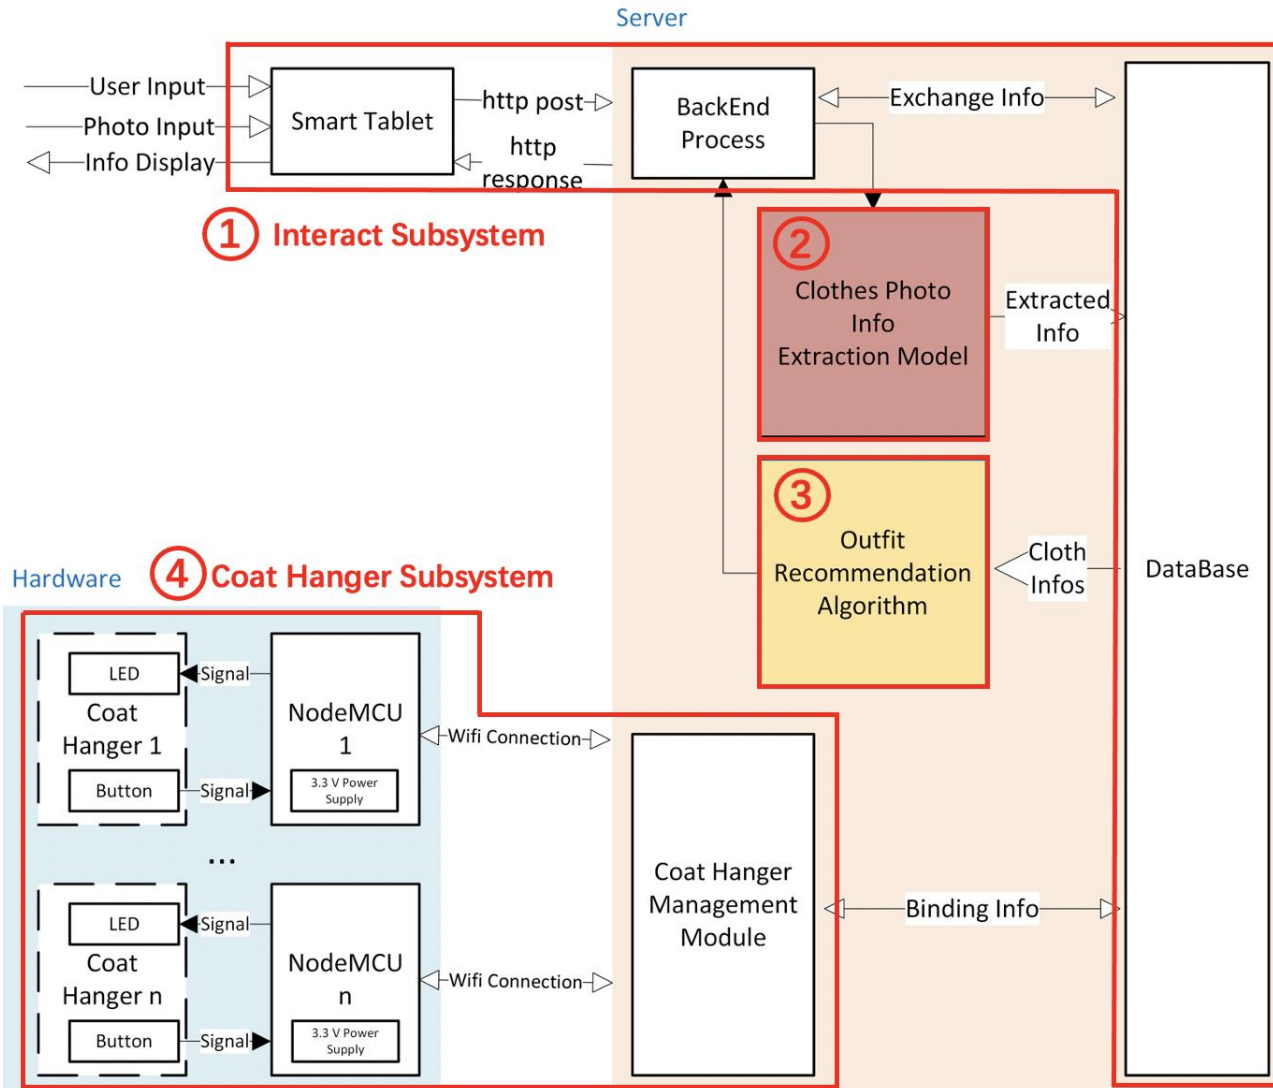 Server
User Input
Photo Input
Info Display
Smart Tablet
http post
http
response
BackEnd
Process
Exchange Info
① Interact Subsystem
②
Clothes Photo
Info
Extraction Model
Extracted
Info
③
Outfit
Recommendation
Algorithm
Cloth
Infos
DataBase
Hardware
④ Coat Hanger Subsystem
LED
Signal
Coat
Hanger 1
Button
Signal
NodeMCU
1
3.3 V Power
Supply
Wifi Connection
...
LED
Signal
Coat
Hanger n
Button
Signal
NodeMCU
n
3.3 V Power
Supply
Wifi Connection
Coat Hanger
Management
Module
Binding Info